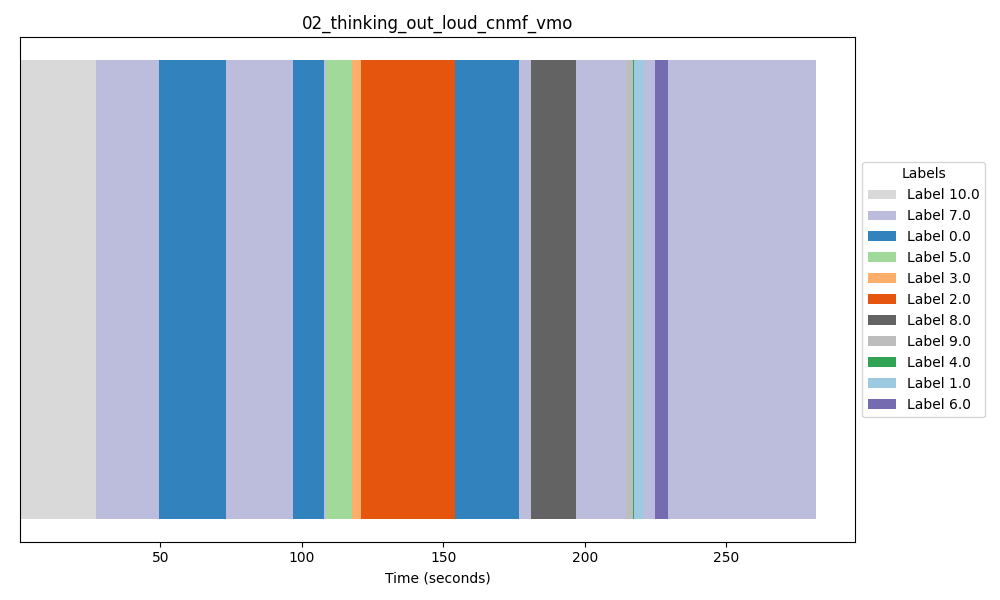 02_thinking_out_loud_cnmf_vmo
Labels
Label 10.0
Label 7.0
Label 0.0
Label 5.0
Label 3.0
Label 2.0
Label 8.0
Label 9.0
Label 4.0
Label 1.0
Label 6.0
50 100 150 200 250
Time (seconds)